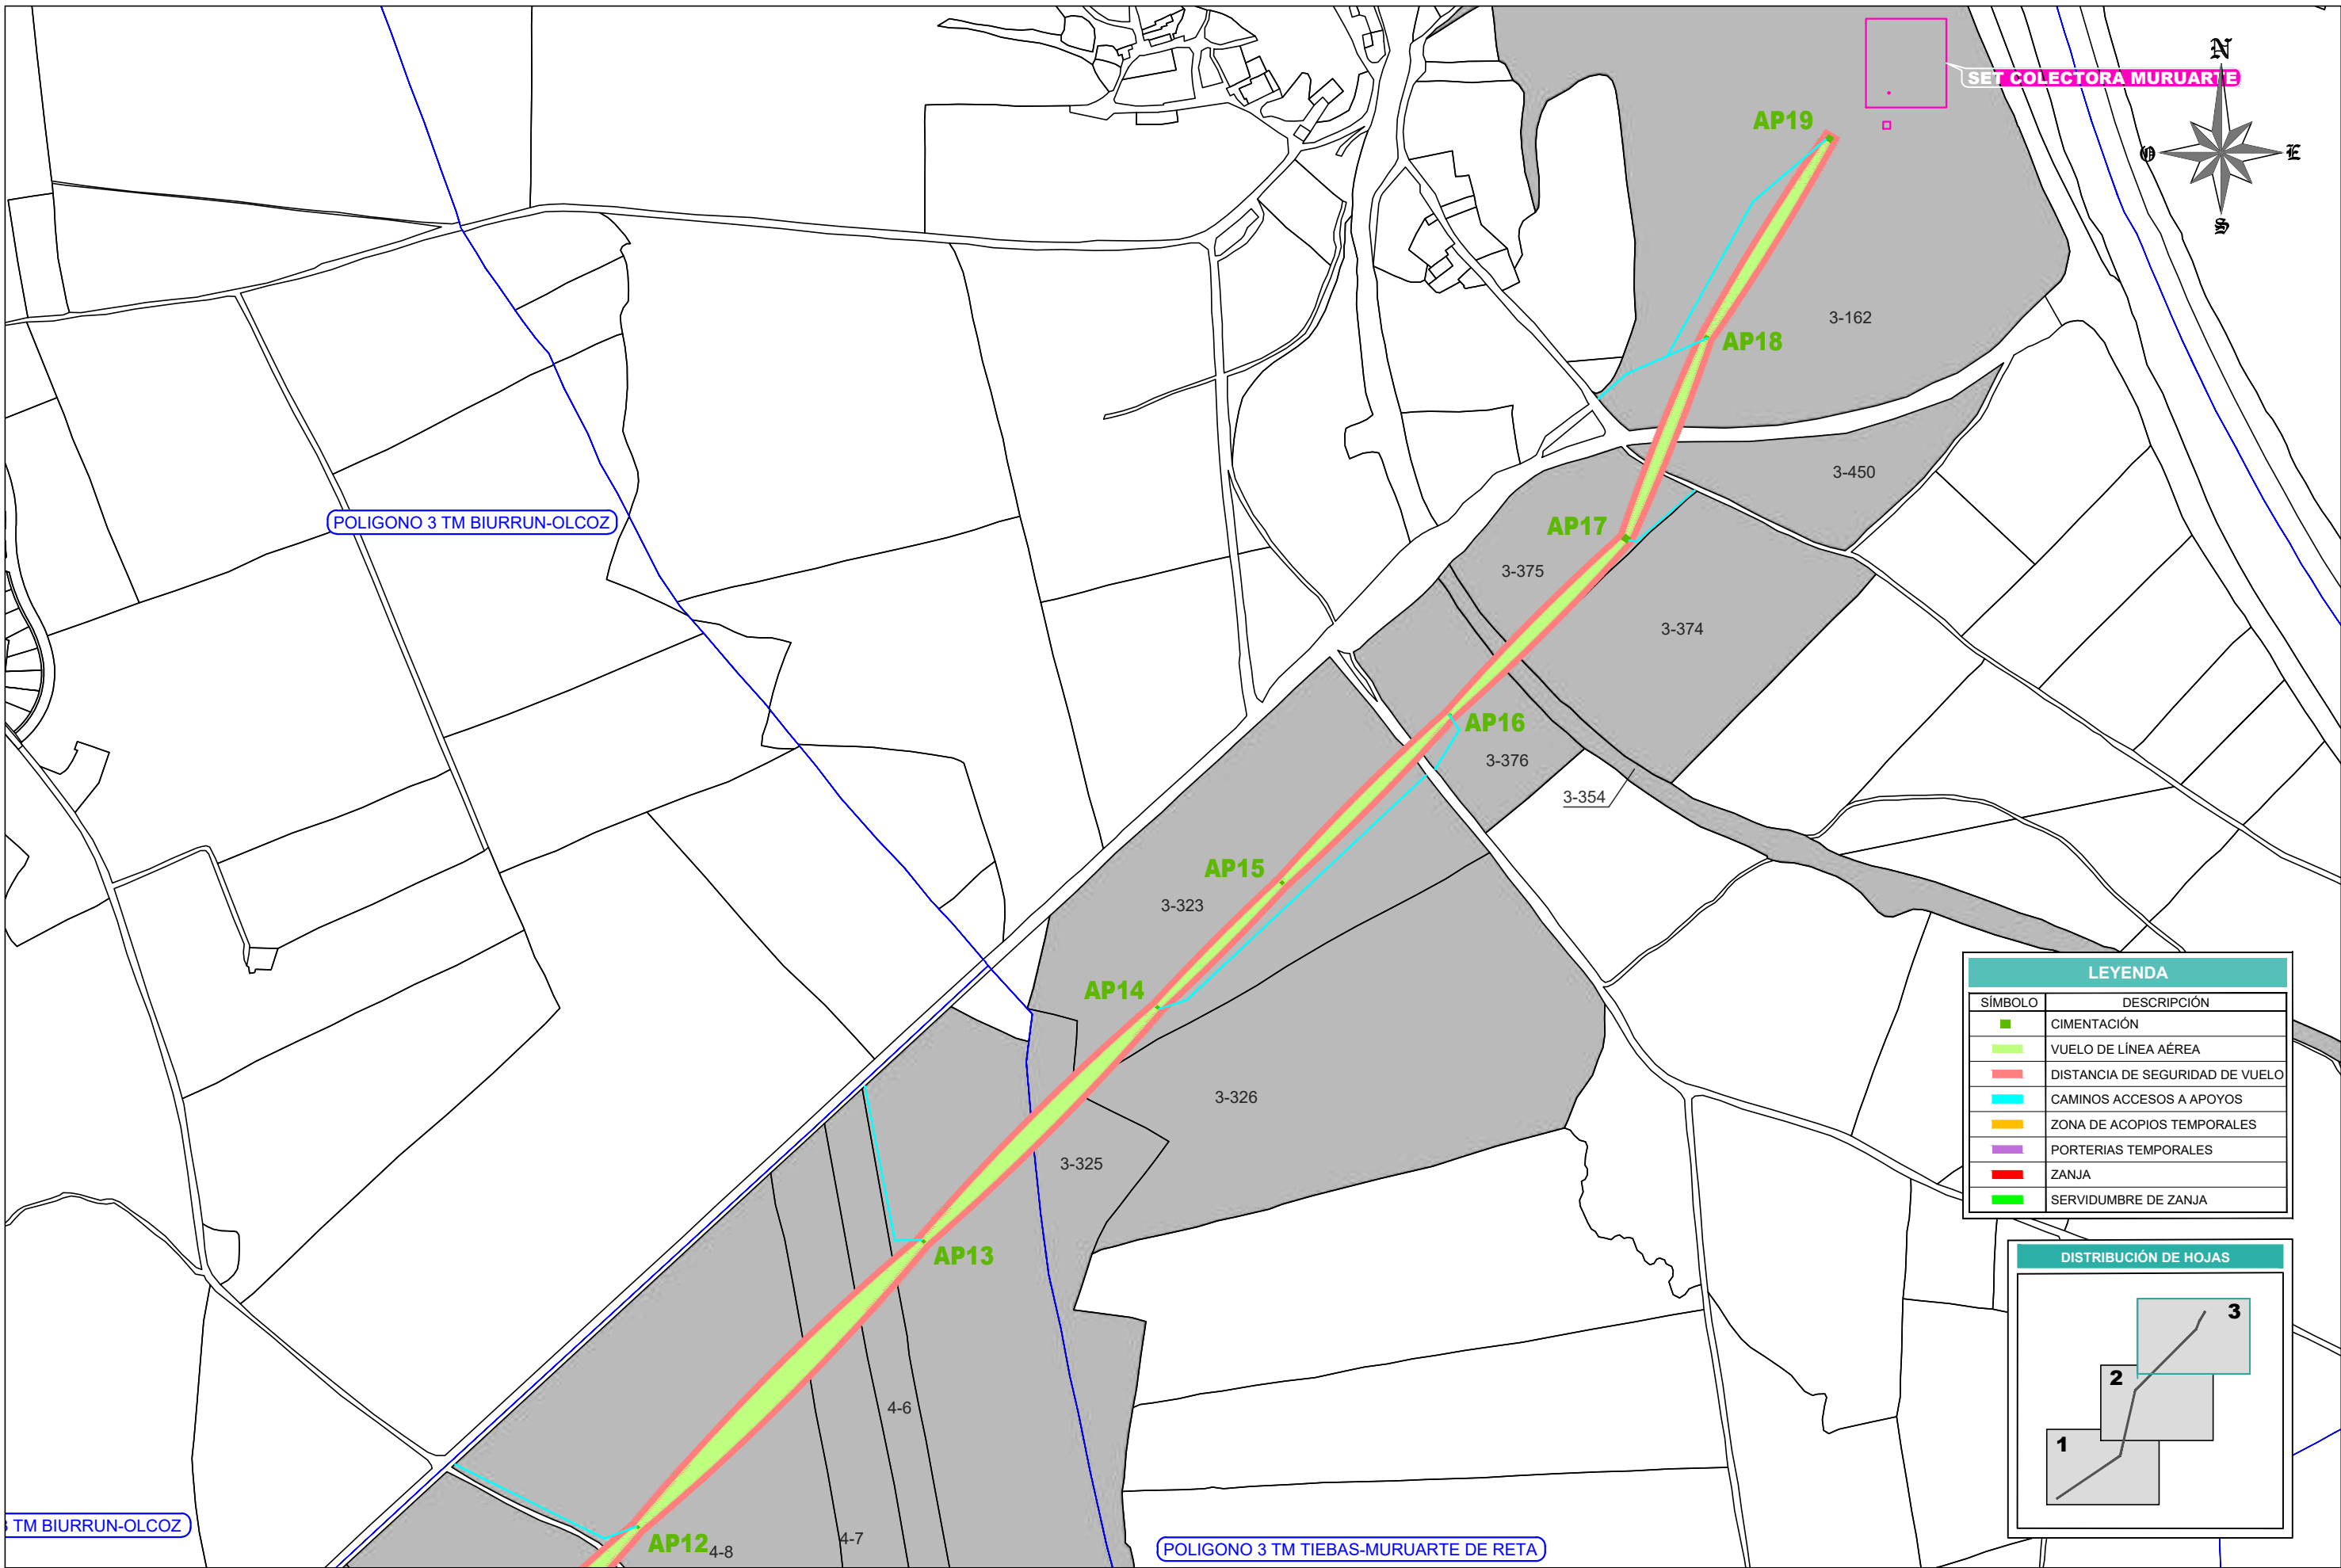 N
SET COLECTORA MURUARTE
AP19
O
E
S
3-162
AP18
3-450
POLIGONO 3 TM BIURRUN-OLCOZ
AP17
3-375
3-374
AP16
3-376
3-354
AP15
3-323
AP14
3-326
3-325
AP13
4-6
TM BIURRUN-OLCOZ
AP12
4-8
4-7
POLIGONO 3 TM TIEBAS-MURUARTE DE RETA
LEYENDA
SÍMBOLO DESCRIPCIÓN
CIMENTACIÓN
VUELO DE LÍNEA AÉREA
DISTANCIA DE SEGURIDAD DE VUELO
CAMINOS ACCESOS A APOYOS
ZONA DE ACOPIOS TEMPORALES
PORTERIAS TEMPORALES
ZANJA
SERVIDUMBRE DE ZANJA
DISTRIBUCIÓN DE HOJAS
3
2
1